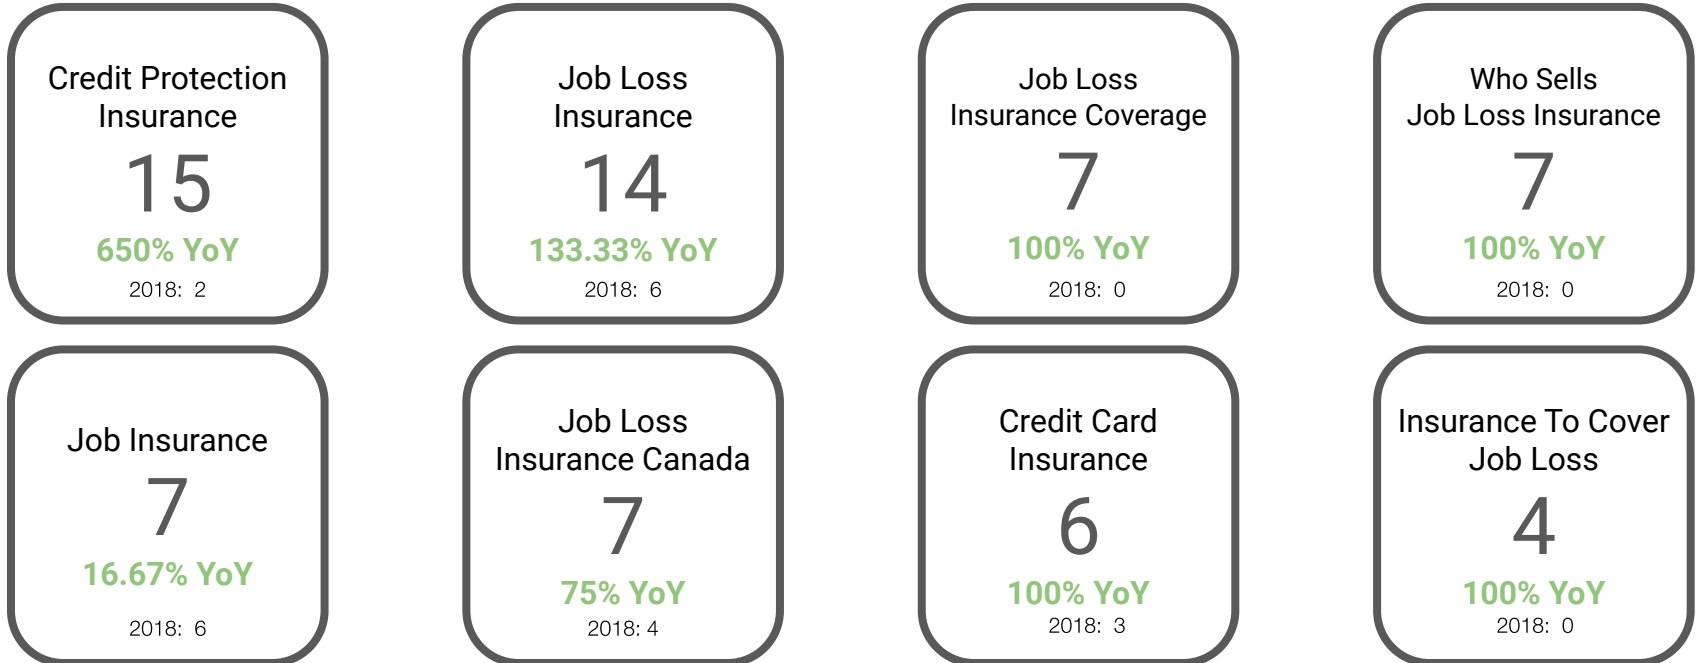 Credit Protection
Insurance
15
650% YoY
2018: 2
Job Loss
Insurance
14
133.33% YoY
2018: 6
Job Loss
Insurance Coverage
7
100% YoY
2018: 0
Who Sells
Job Loss Insurance
7
100% YoY
2018: 0
Job Insurance
7
16.67% YoY
2018: 6
Job Loss
Insurance Canada
7
75% YoY
2018: 4
Credit Card
Insurance
6
100% YoY
2018: 3
Insurance To Cover
Job Loss
4
100% YoY
2018: 0